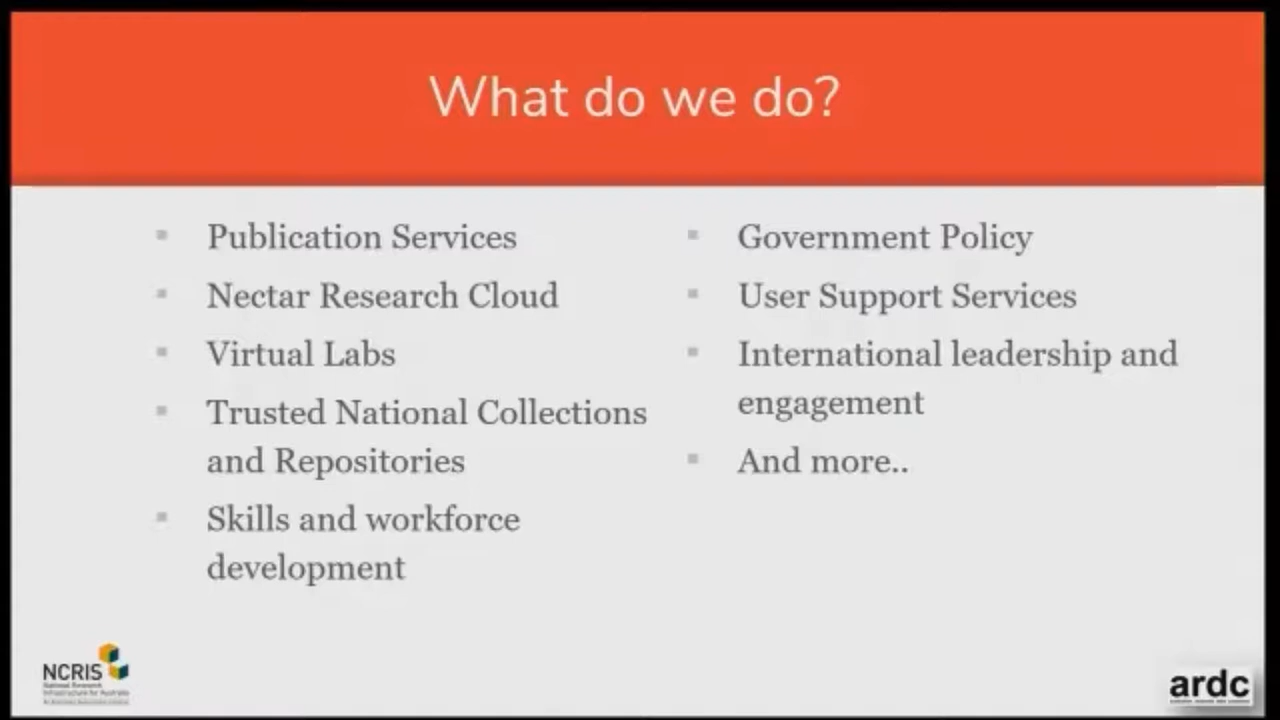 What do we do?
Publication Services
Nectar Research Cloud
Virtual Labs
Trusted National Collections
and Repositories
Skills and workforce
development
Government Policy
User Support Services
International leadership and
engagement
And more..
NCRIS
National Research
Infrastructure for Australia
ardc